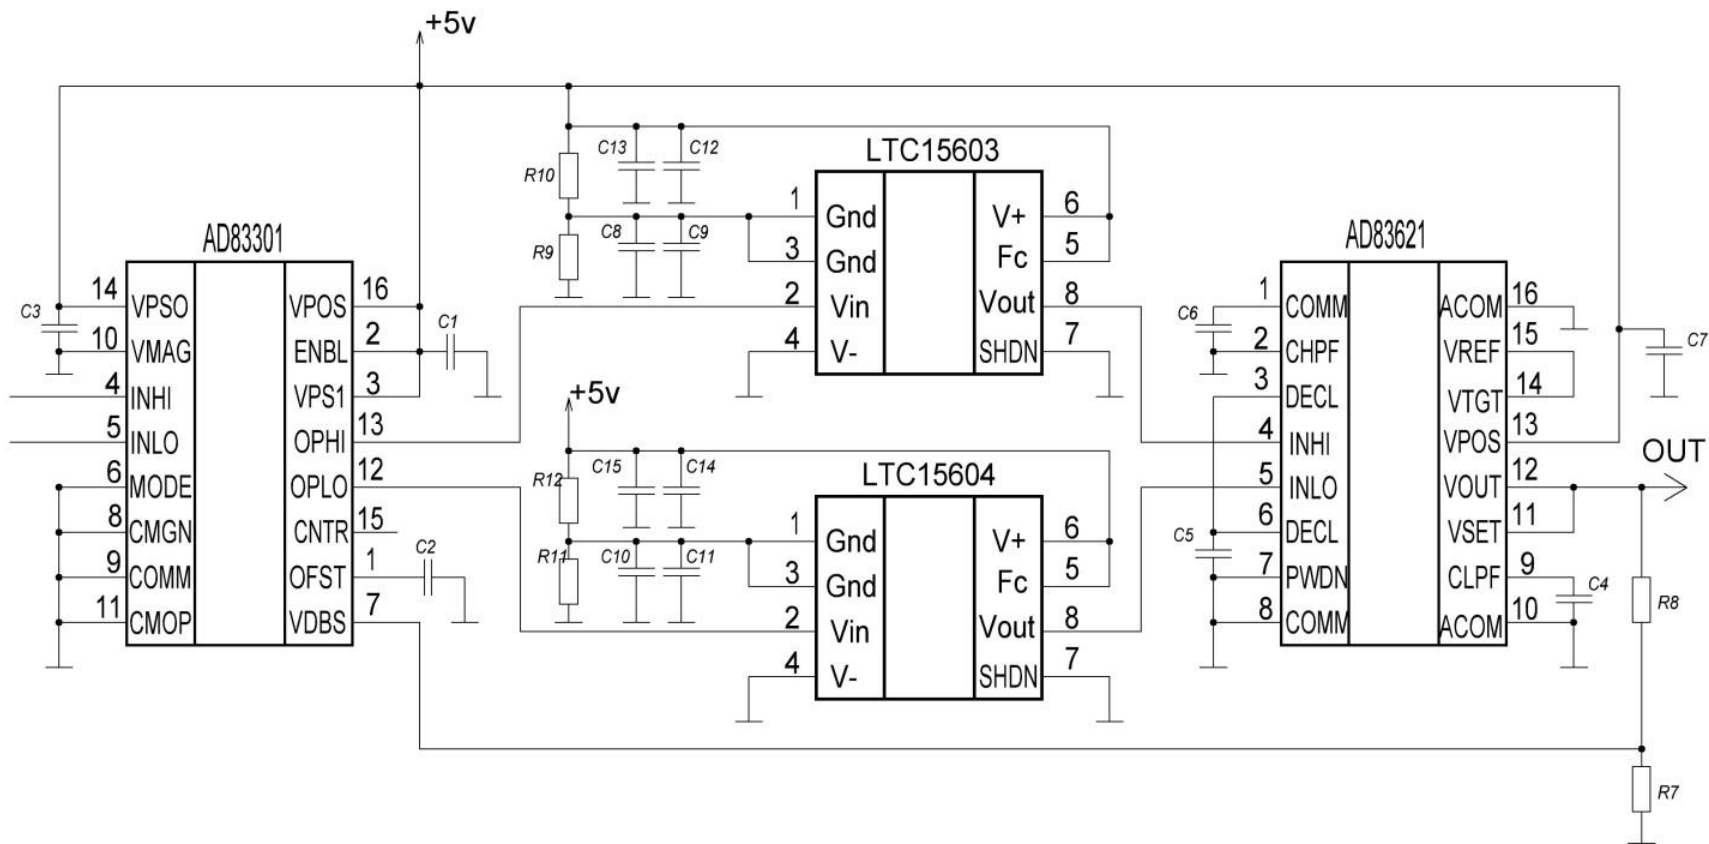 +5v
AD83301
14 VPSO VPOS 16
10 VMAG ENBL 2
4 INHI VPS1 3
5 INLO OPHI 13
6 MODE OPLO 12
8 CMGN CNTR 15
9 COMM OFST 1
11 CMOP VDBS 7
C3
C1
C2
C13 C12
R10
C8 C9
R9
LTC15603
1 Gnd V+ 6
3 Gnd Fc 5
2 Vin Vout 8
4 V- SHDN 7
+5v
C15 C14
R12
C10 C11
R11
LTC15604
1 Gnd V+ 6
3 Gnd Fc 5
2 Vin Vout 8
4 V- SHDN 7
AD83621
1 COMM ACOM 16
2 CHPF VREF 15
3 DECL VTGT 14
4 INHI VPOS 13
5 INLO VOUT 12
6 DECL VSET 11
7 PWDN CLPF 9
8 COMM ACOM 10
C6
C5
C7
C4
OUT
R8
R7